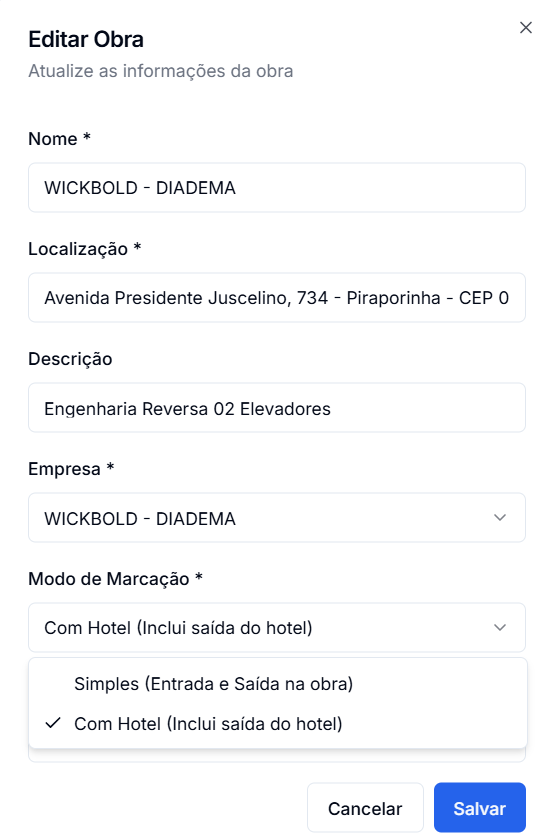 Editar Obra
Atualize as informações da obra
Nome *
WICKBOLD - DIADEMA
Localização *
Avenida Presidente Juscelino, 734 - Piraporinha - CEP 0
Descrição
Engenharia Reversa 02 Elevadores
Empresa *
WICKBOLD - DIADEMA
Modo de Marcação *
Com Hotel (Inclui saída do hotel)
Simples (Entrada e Saída na obra)
Com Hotel (Inclui saída do hotel)
Cancelar
Salvar